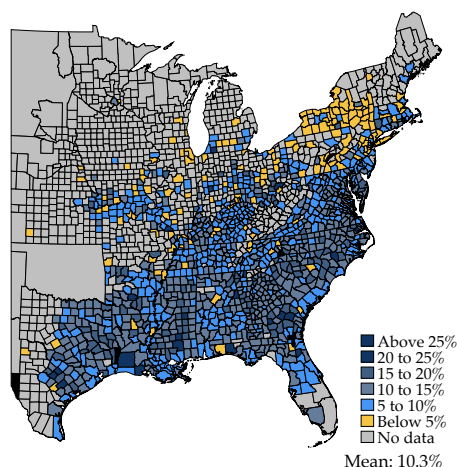 Above 25%
20 to 25%
15 to 20%
10 to 15%
5 to 10%
Below 5%
No data
Mean: 10.3%